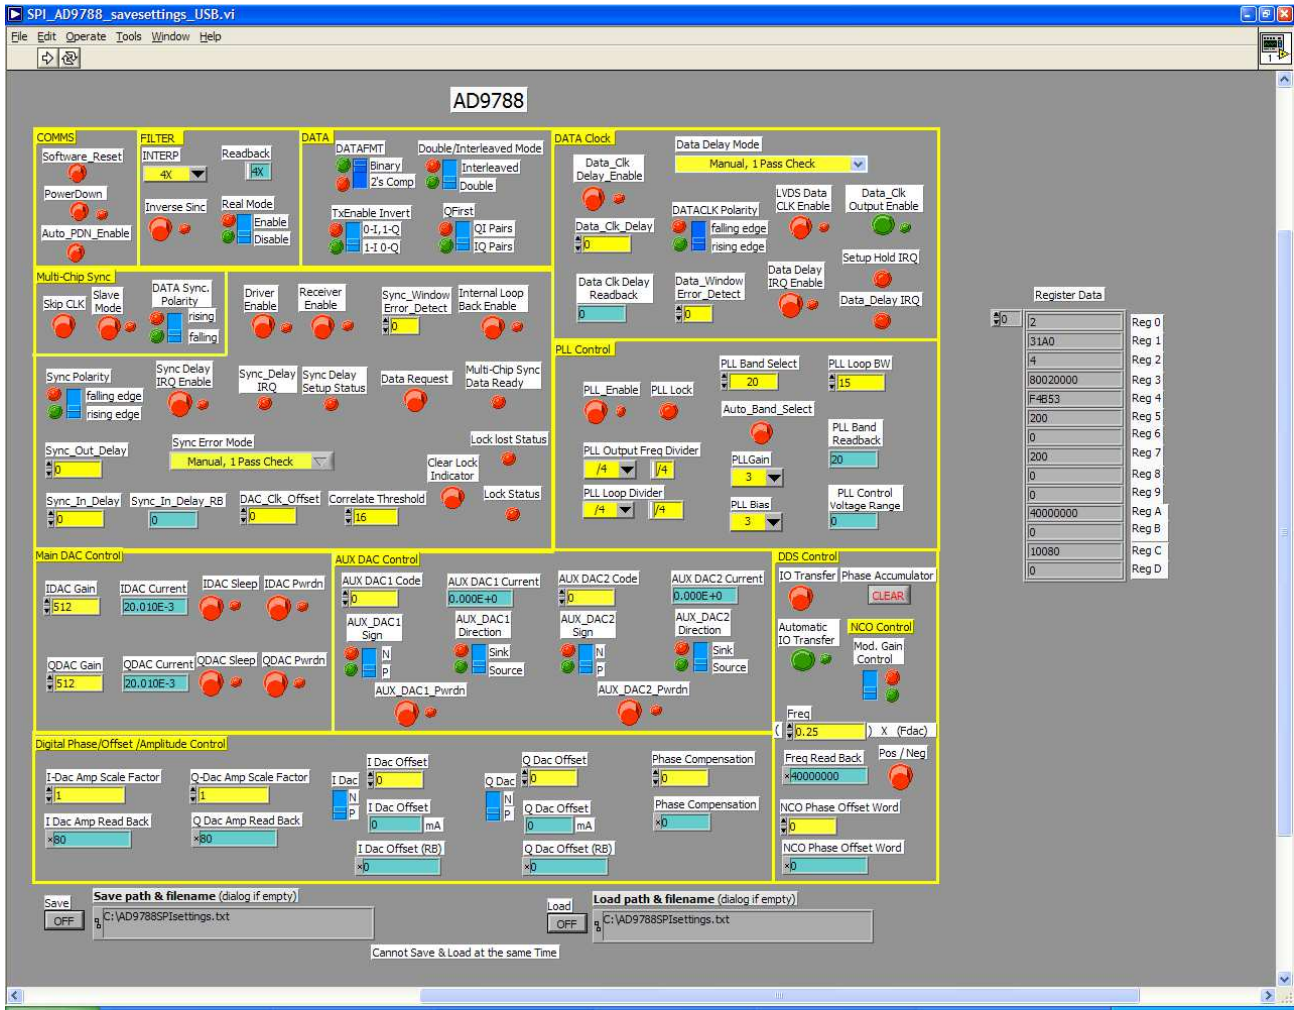 SPI_AD9788_savesettings_USB.vi
File Edit Operate Tools Window Help
1
AD9788
COMMS
Software_Reset
PowerDown
Auto_PDN_Enable
FILTER
INTERP
4X
Readback
4X
Inverse Sinc
Real Mode
Enable
Disable
DATA
DATAFMT
Binary
2's Comp
Double/Interleaved Mode
Interleaved
Double
TxEnable Invert
0-I,1-Q
1-I 0-Q
QFirst
QI Pairs
IQ Pairs
DATA Clock
Data_Clk
Delay_Enable
Data Delay Mode
Manual, 1 Pass Check
Data_Clk_Delay
0
DATACLK Polarity
falling edge
rising edge
LVDS Data
CLK Enable
Data_Clk
Output Enable
Data Clk Delay
Readback
0
Data_Window
Error_Detect
0
Data Delay
IRQ Enable
Setup Hold IRQ
Data_Delay IRQ
Multi-Chip Sync
Skip CLK
Slave
Mode
DATA Sync.
Polarity
rising
falling
Driver
Enable
Receiver
Enable
Sync_Window
Error_Detect
0
Internal Loop
Back Enable
Sync Polarity
falling edge
rising edge
Sync Delay
IRQ Enable
Sync_Delay
IRQ
Sync Delay
Setup Status
Data Request
Multi-Chip Sync
Data Ready
Sync_Out_Delay
0
Sync Error Mode
Manual, 1 Pass Check
Clear Lock
Indicator
Lock lost Status
Lock Status
Sync_In_Delay
0
Sync_In_Delay_RB
0
DAC_Clk_Offset
0
Correlate Threshold
16
PLL Control
PLL_Enable
PLL Lock
PLL Band Select
20
PLL Loop BW
15
Auto_Band_Select
PLL Band
Readback
20
PLL Output Freq Divider
/4
/4
PLLGain
3
PLL Loop Divider
/4
/4
PLL Bias
3
PLL Control
Voltage Range
0
Register Data
0
2 Reg 0
31A0 Reg 1
4 Reg 2
80020000 Reg 3
F4B53 Reg 4
200 Reg 5
0 Reg 6
200 Reg 7
0 Reg 8
0 Reg 9
40000000 Reg A
0 Reg B
10080 Reg C
0 Reg D
Main DAC Control
IDAC Gain
512
IDAC Current
20.010E-3
IDAC Sleep
IDAC Pwrdn
QDAC Gain
512
QDAC Current
20.010E-3
QDAC Sleep
QDAC Pwrdn
AUX DAC Control
AUX DAC1 Code
0
AUX DAC1 Current
0.000E+0
AUX DAC2 Code
0
AUX DAC2 Current
0.000E+0
AUX_DAC1
Sign
N
P
AUX_DAC1
Direction
Sink
Source
AUX_DAC2
Sign
N
P
AUX_DAC2
Direction
Sink
Source
AUX_DAC1_Pwrdn
AUX_DAC2_Pwrdn
DDS Control
IO Transfer
Phase Accumulator
CLEAR
Automatic
IO Transfer
NCO Control
Mod. Gain
Control
Freq
( 0.25 ) X (Fdac)
Freq Read Back
×40000000
Pos / Neg
NCO Phase Offset Word
0
NCO Phase Offset Word
×0
Digital Phase/Offset /Amplitude Control
I-Dac Amp Scale Factor
1
Q-Dac Amp Scale Factor
1
I Dac Amp Read Back
×80
Q Dac Amp Read Back
×80
I Dac
N
P
I Dac Offset
0
I Dac Offset
0 mA
I Dac Offset (RB)
×0
Q Dac
N
P
Q Dac Offset
0
Q Dac Offset
0 mA
Q Dac Offset (RB)
×0
Phase Compensation
0
Phase Compensation
×0
Save
OFF
Save path & filename (dialog if empty)
C:\AD9788SPIsettings.txt
Load
OFF
Load path & filename (dialog if empty)
C:\AD9788SPIsettings.txt
Cannot Save & Load at the same Time